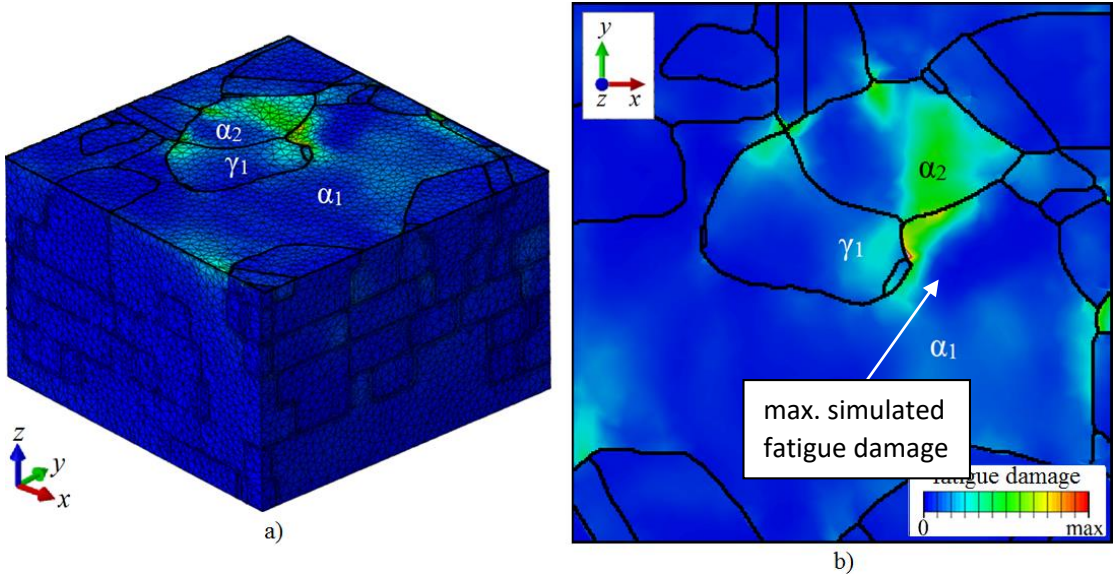 α₂
γ₁
α₁
z
y
x
a)
y
z
x
α₂
γ₁
α₁
max. simulated
fatigue damage
fatigue damage
0
max
b)